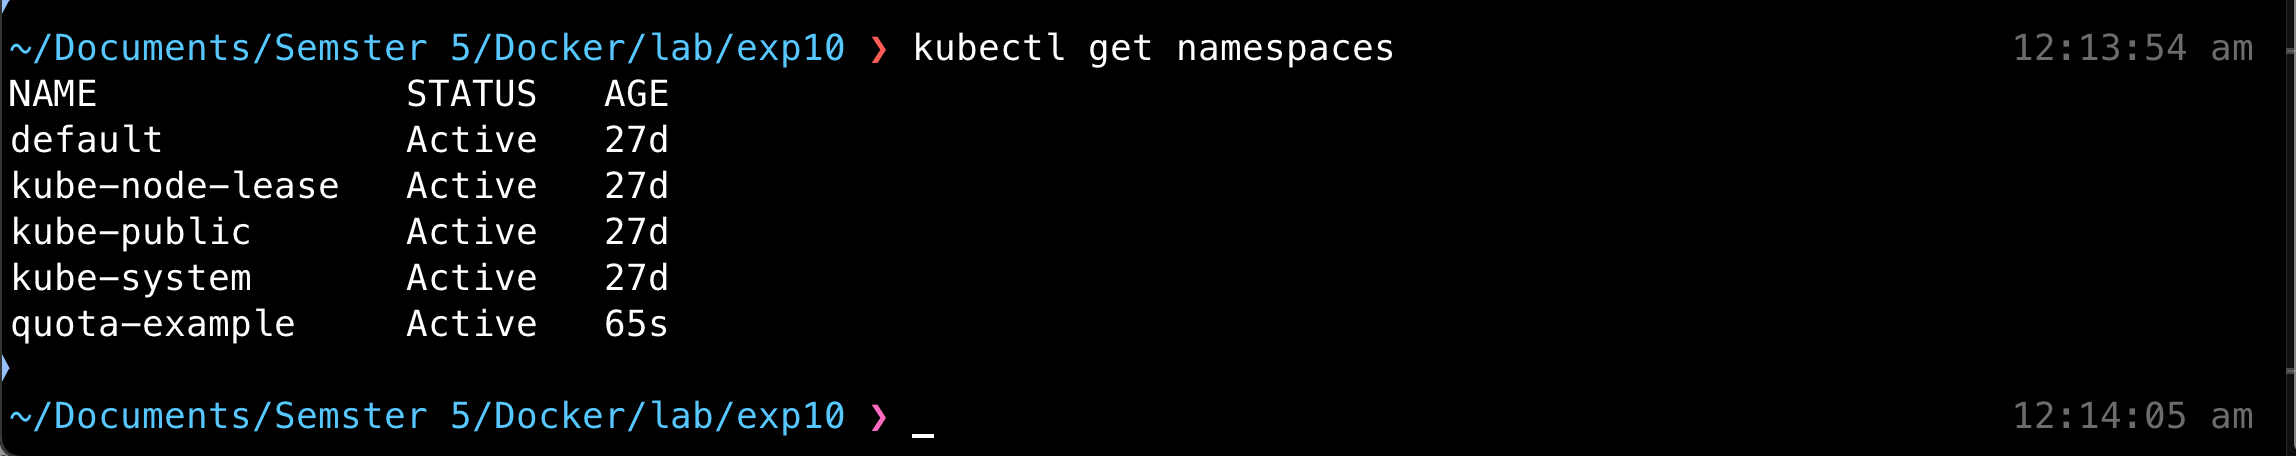 ~/Documents/Semster 5/Docker/lab/exp10 ❯ kubectl get namespaces 12:13:54 am
NAME STATUS AGE
default Active 27d
kube-node-lease Active 27d
kube-public Active 27d
kube-system Active 27d
quota-example Active 65s
~/Documents/Semster 5/Docker/lab/exp10 ❯ _ 12:14:05 am